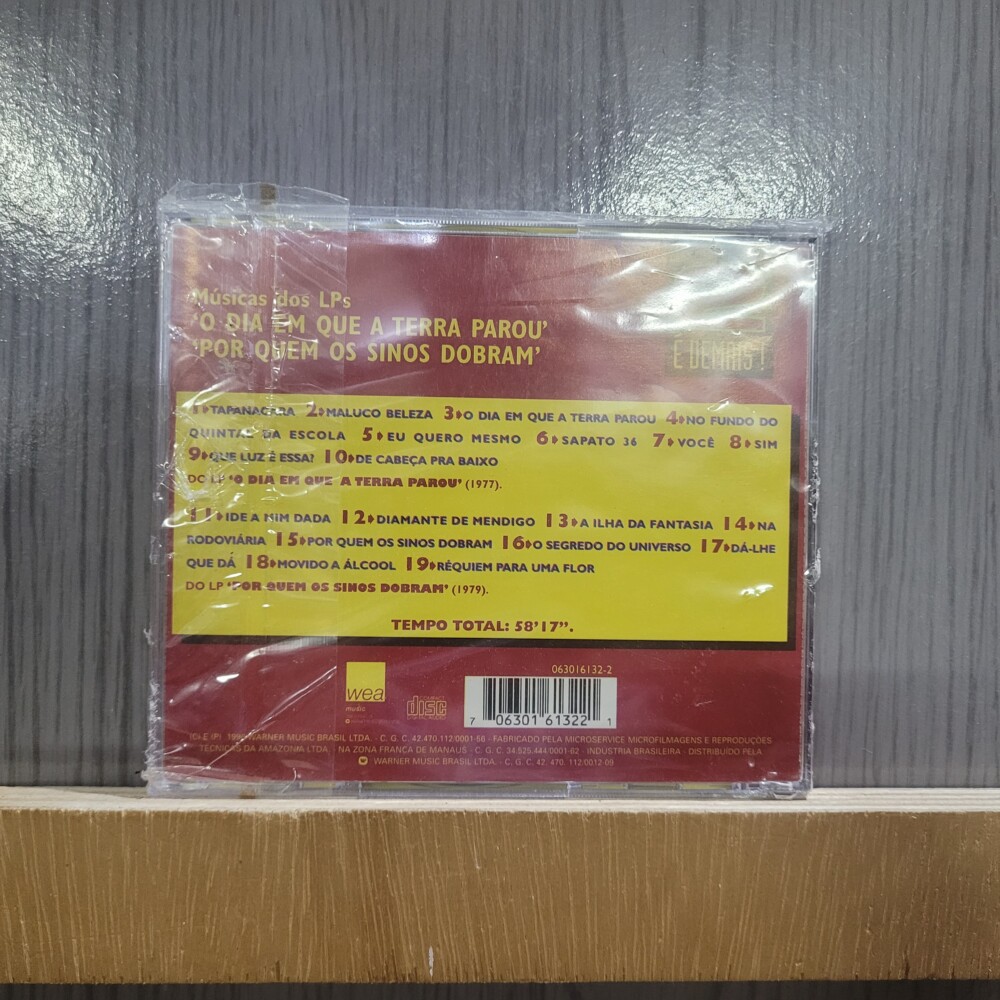 Músicas dos LPs
'O DIA EM QUE A TERRA PAROU'
'POR QUEM OS SINOS DOBRAM'
É DEMAIS!
1 TAPANACARA 2 MALUCO BELEZA 3 O DIA EM QUE A TERRA PAROU 4 NO FUNDO DO
QUINTAL DA ESCOLA 5 EU QUERO MESMO 6 SAPATO 36 7 VOCÊ 8 SIM
9 QUE LUZ É ESSA? 10 DE CABEÇA PRA BAIXO
DO LP 'O DIA EM QUE A TERRA PAROU' (1977).
11 IDE A MIM DADA 12 DIAMANTE DE MENDIGO 13 A ILHA DA FANTASIA 14 NA
RODOVIÁRIA 15 POR QUEM OS SINOS DOBRAM 16 O SEGREDO DO UNIVERSO 17 DÁ-LHE
QUE DÁ 18 MOVIDO A ÁLCOOL 19 RÉQUIEM PARA UMA FLOR
DO LP 'POR QUEM OS SINOS DOBRAM' (1979).
TEMPO TOTAL: 58'17".
063016132-2
wea
music
COMPACT
disc
DIGITAL AUDIO
7 06301 61322 1
(C) E (P) WARNER MUSIC BRASIL LTDA. - C. G. C. 42.470.112/0001-58 - FABRICADO PELA MICROSERVICE MICROFILMAGENS E REPRODUÇÕES
TÉCNICAS DA AMAZONIA LTDA NA ZONA FRANCA DE MANAUS - C. G. C. 34.525.444/0001-62 - INDÚSTRIA BRASILEIRA - DISTRIBUÍDO PELA
WARNER MUSIC BRASIL LTDA. - C. G. C. 42. 470. 112/0012-09